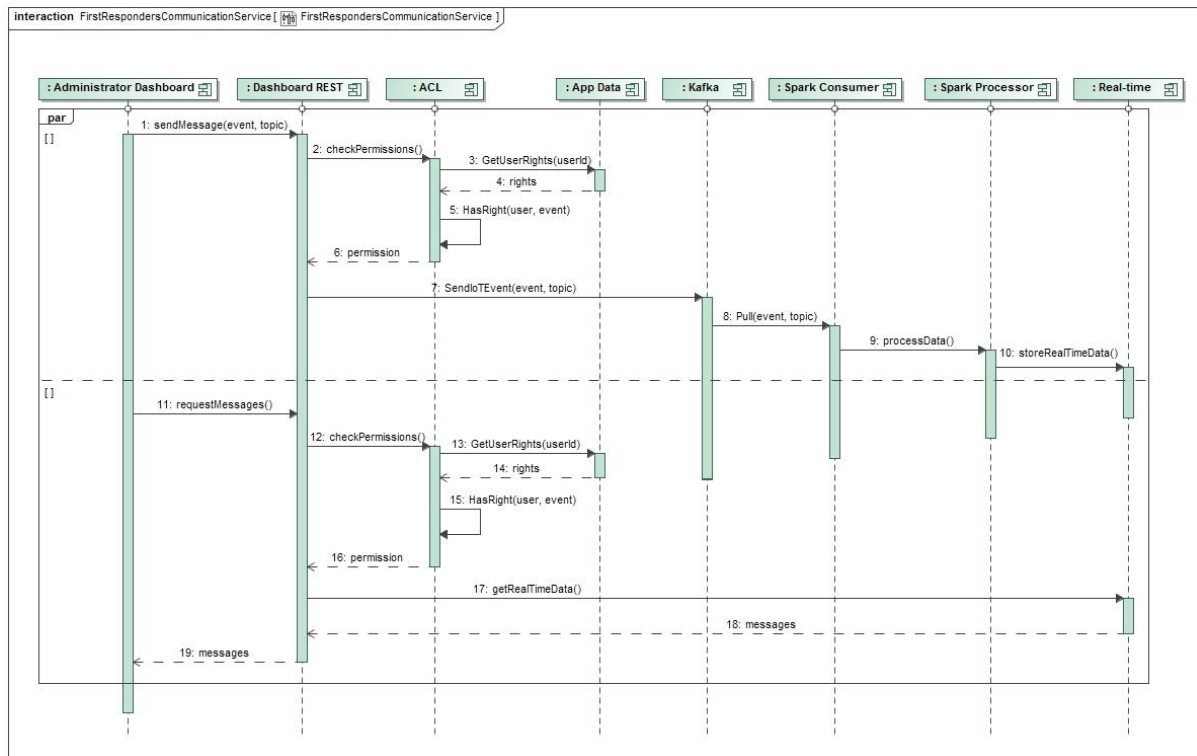 interaction FirstRespondersCommunicationService [ FirstRespondersCommunicationService ]
: Administrator Dashboard
: Dashboard REST
: ACL
: App Data
: Kafka
: Spark Consumer
: Spark Processor
: Real-time
par
[ ]
1: sendMessage(event, topic)
2: checkPermissions()
3: GetUserRights(userId)
4: rights
5: HasRight(user, event)
6: permission
7: SendIoTEvent(event, topic)
8: Pull(event, topic)
9: processData()
10: storeRealTimeData()
[ ]
11: requestMessages()
12: checkPermissions()
13: GetUserRights(userId)
14: rights
15: HasRight(user, event)
16: permission
17: getRealTimeData()
18: messages
19: messages